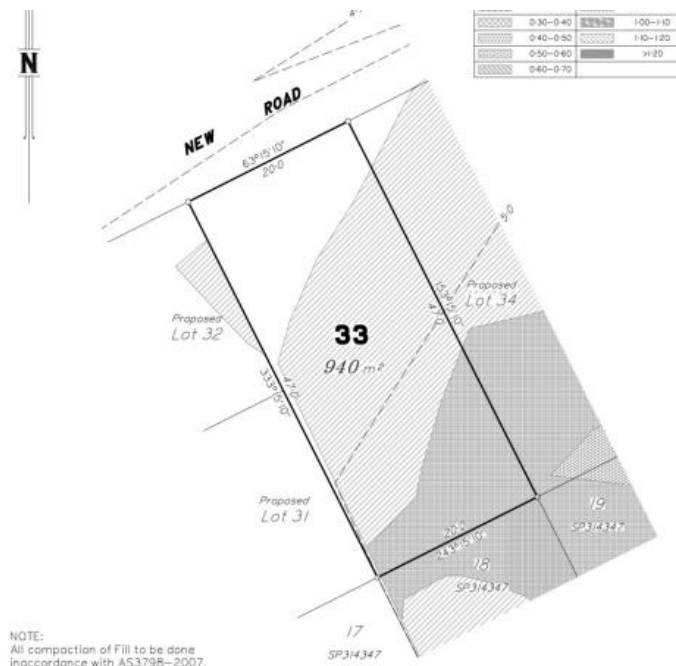 N
0·30-0·40
1·00-1·10
0·40-0·50
1·10-1·20
0·50-0·60
>1·20
0·60-0·70
NEW ROAD
63°15'10"
20·0
5·0
Proposed
Lot 34
153°15'10"
47·0
Proposed
Lot 32
33
940 m²
47·0
333°15'10"
Proposed
Lot 31
20·0
243°15'10"
19
SP314347
18
SP314347
17
SP314347
NOTE:
All compaction of Fill to be done
inaccordance with AS3798-2007.